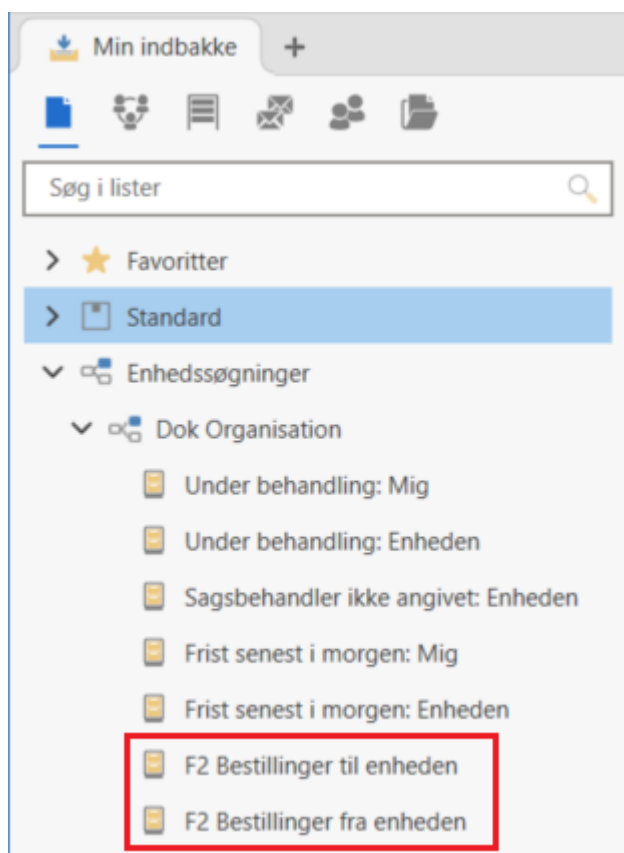 Min indbakke
Søg i lister
Favoritter
Standard
Enhedssøgninger
Dok Organisation
Under behandling: Mig
Under behandling: Enheden
Sagsbehandler ikke angivet: Enheden
Frist senest i morgen: Mig
Frist senest i morgen: Enheden
F2 Bestillinger til enheden
F2 Bestillinger fra enheden